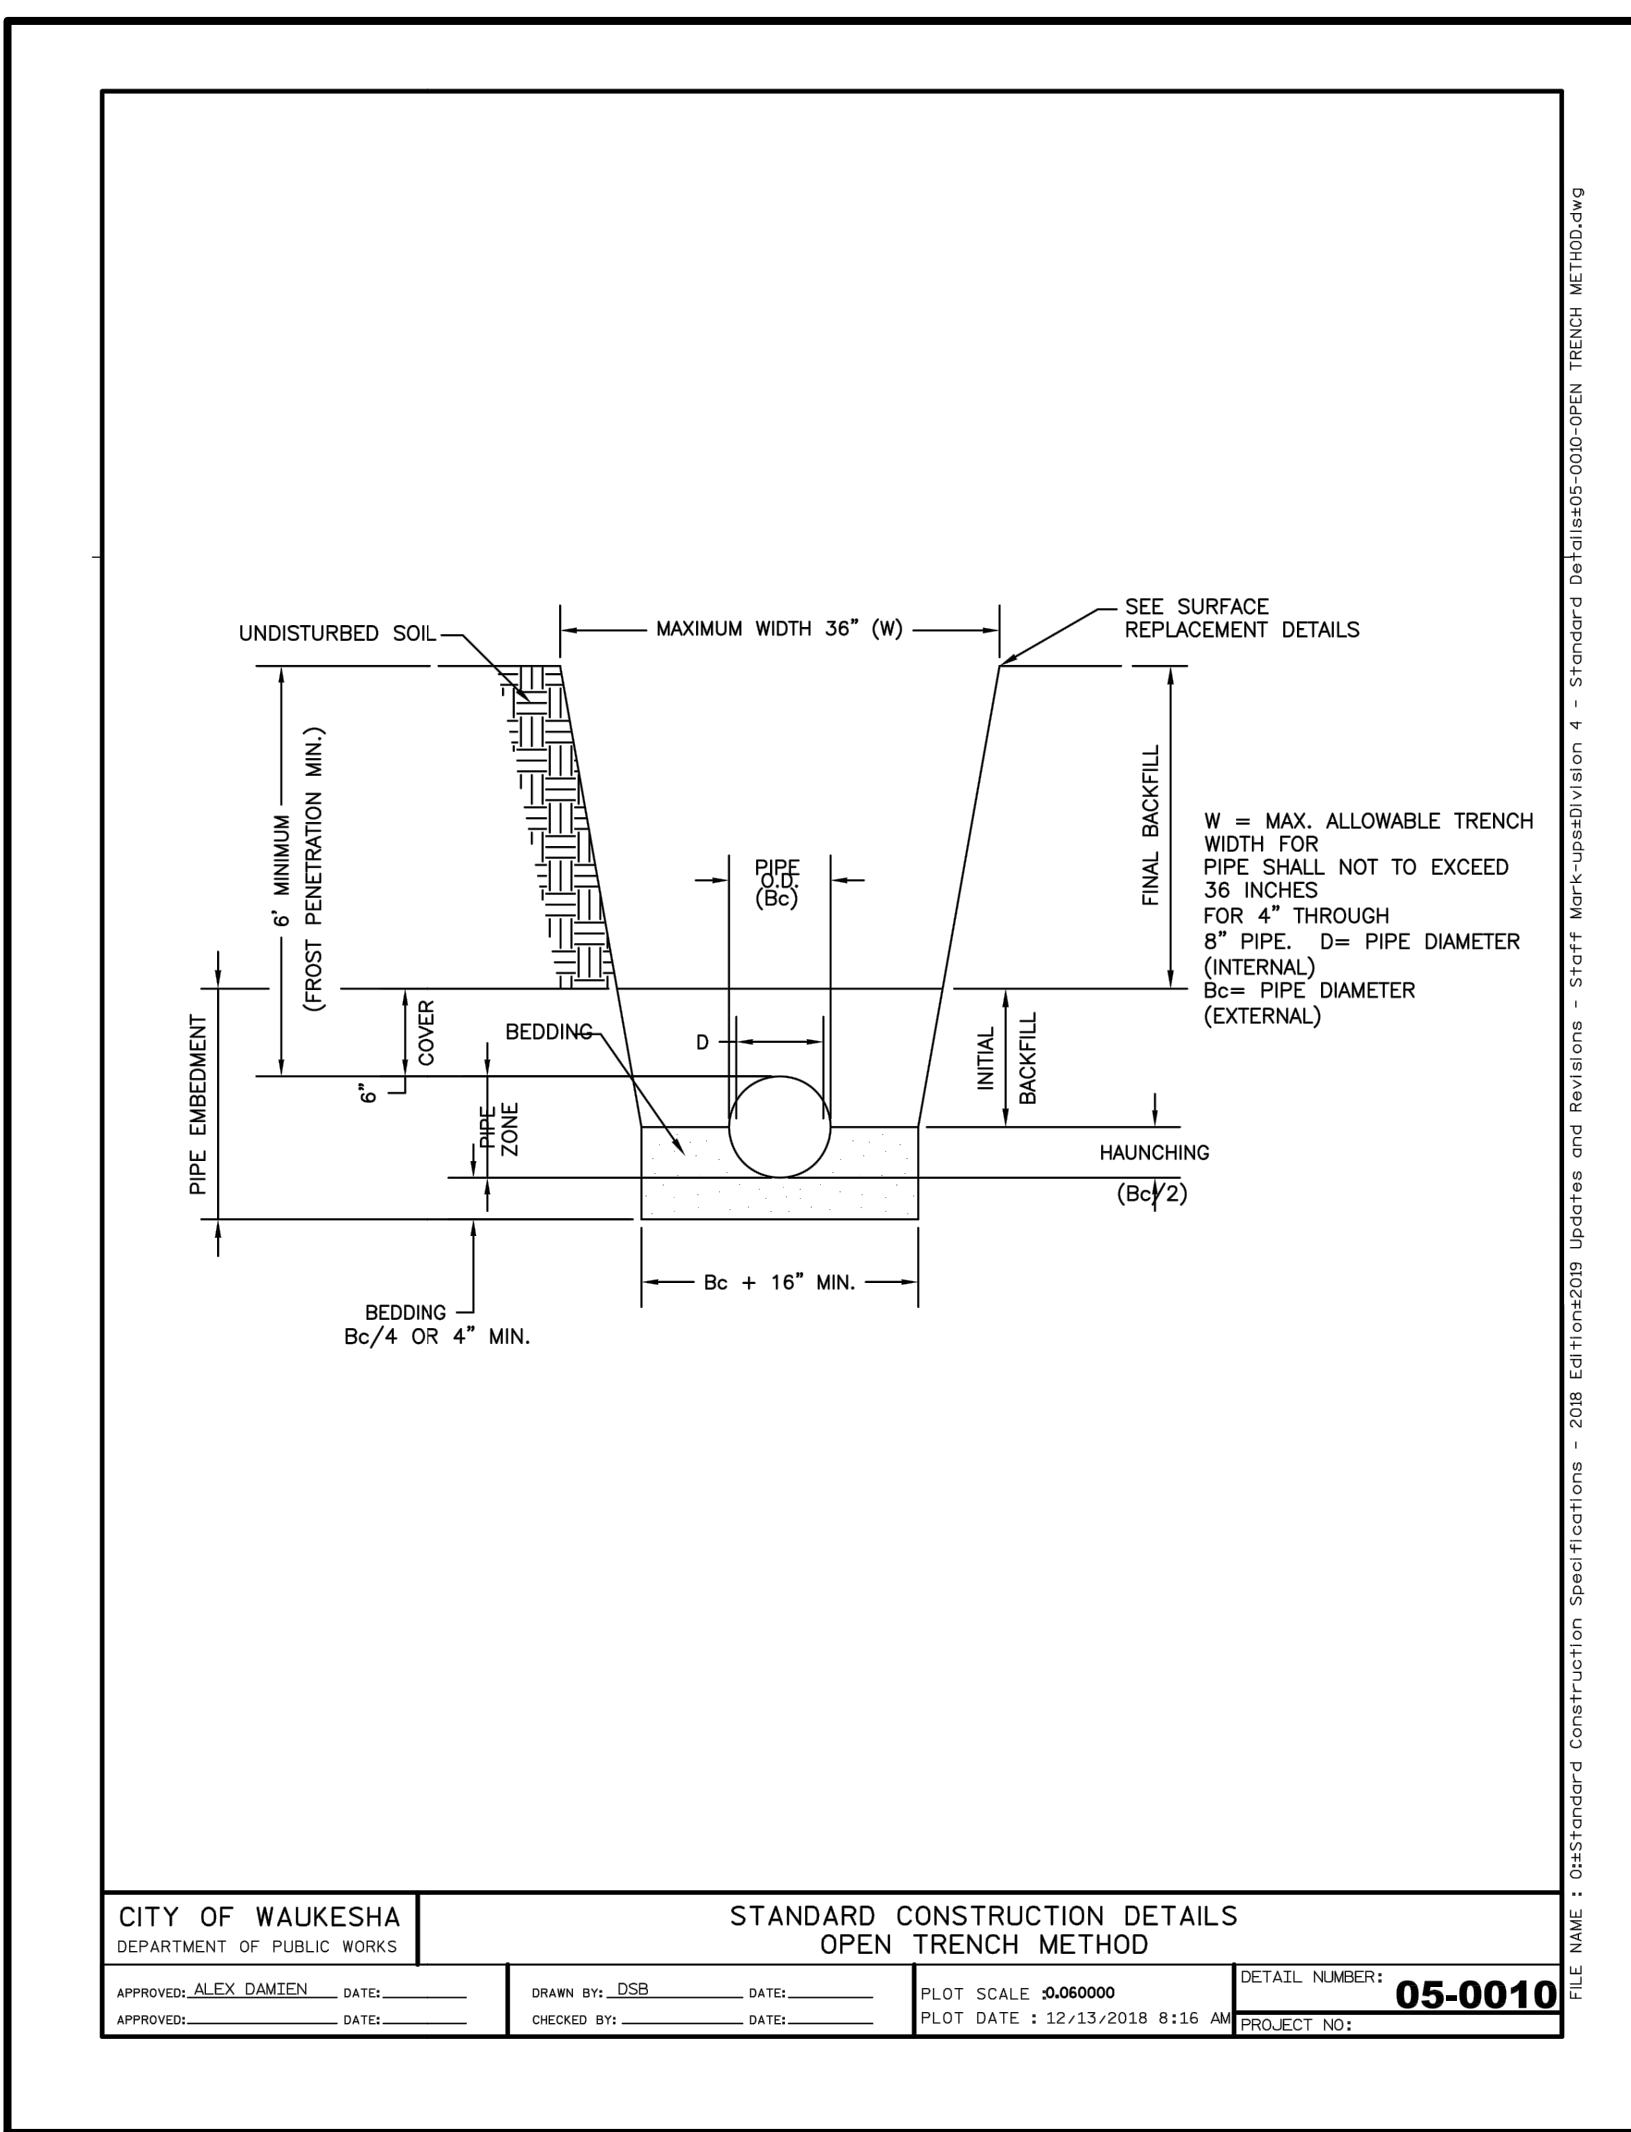 UNDISTURBED SOIL
MAXIMUM WIDTH 36” (W)
SEE SURFACE
REPLACEMENT DETAILS
6’ MINIMUM
(FROST PENETRATION MIN.)
PIPE
O.D.
(Bc)
FINAL BACKFILL
W = MAX. ALLOWABLE TRENCH
WIDTH FOR
PIPE SHALL NOT TO EXCEED
36 INCHES
FOR 4” THROUGH
8” PIPE. D= PIPE DIAMETER
(INTERNAL)
Bc= PIPE DIAMETER
(EXTERNAL)
PIPE EMBEDMENT
COVER
6”
BEDDING
D
INITIAL
BACKFILL
PIPE
ZONE
HAUNCHING
(Bc/2)
Bc + 16” MIN.
BEDDING
Bc/4 OR 4” MIN.
CITY OF WAUKESHA
DEPARTMENT OF PUBLIC WORKS
STANDARD CONSTRUCTION DETAILS
OPEN TRENCH METHOD
APPROVED: ALEX DAMIEN DATE:
APPROVED: DATE:
DRAWN BY: DSB DATE:
CHECKED BY: DATE:
PLOT SCALE :0.060000
PLOT DATE : 12/13/2018 8:16 AM
DETAIL NUMBER: 05-0010
PROJECT NO:
FILE NAME : O:±Standard Construction Specifications - 2018 Edition±2019 Updates and Revisions - Staff Mark-ups±Division 4 - Standard Details±05-0010-OPEN TRENCH METHOD.dwg